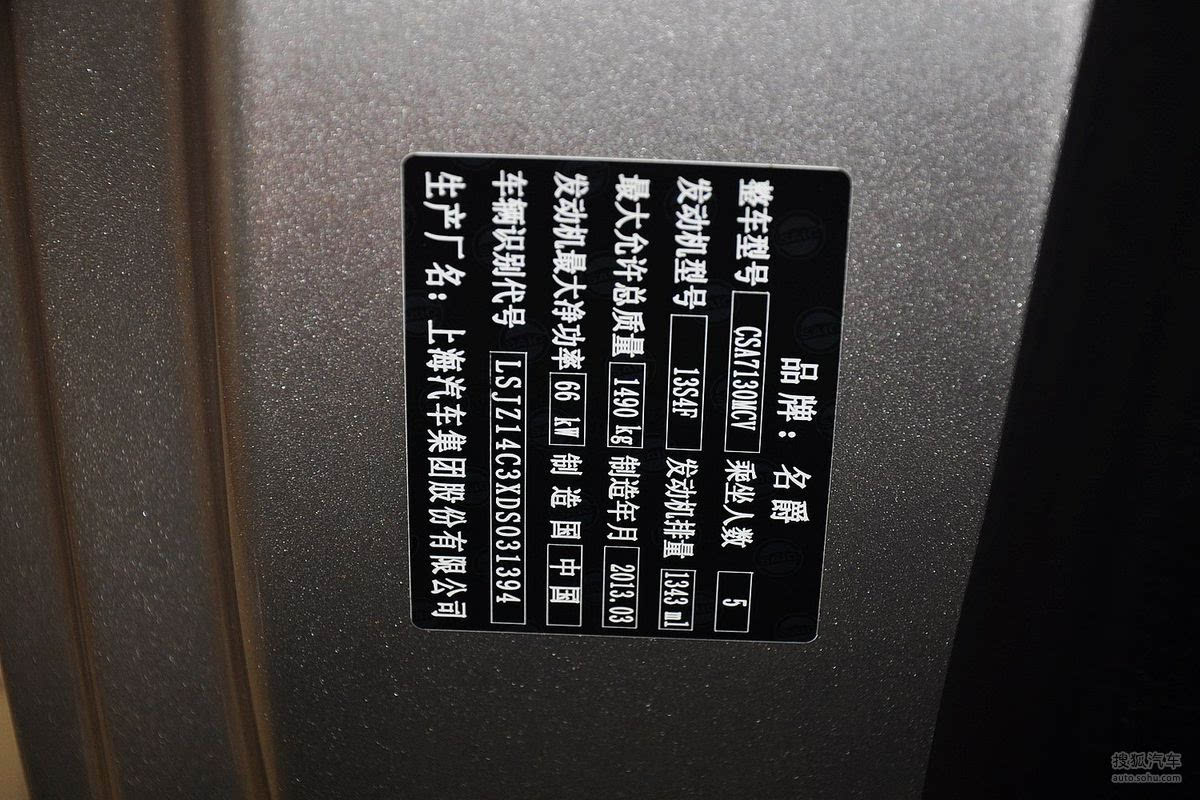 品牌：名爵
整车型号 CSA7130MCV 乘坐人数 5
发动机型号 13S4F 发动机排量 1343 ml
最大允许总质量 1490 kg 制造年月 2013.03
发动机最大净功率 66 kW 制造国 中国
车辆识别代号 LSJZ14C3XDS031394
生产厂名：上海汽车集团股份有限公司
搜狐汽车
auto.sohu.com